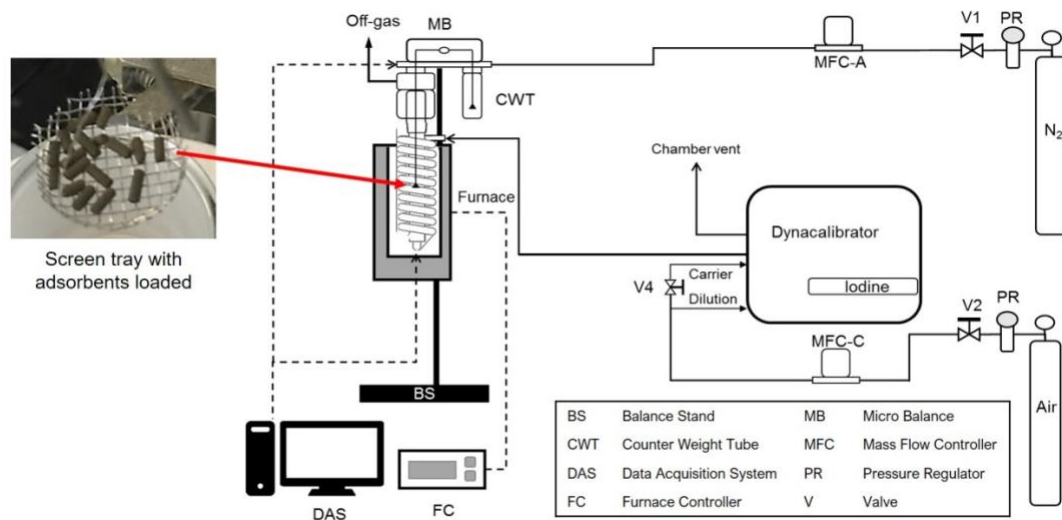 Off-gas
MB
V1
PR
MFC-A
CWT
N₂
Chamber vent
Furnace
Dynacalibrator
Screen tray with
adsorbents loaded
Carrier
V4
Iodine
Dilution
V2
PR
MFC-C
BS
Air
BS Balance Stand MB Micro Balance
CWT Counter Weight Tube MFC Mass Flow Controller
DAS Data Acquisition System PR Pressure Regulator
FC Furnace Controller V Valve
DAS
FC